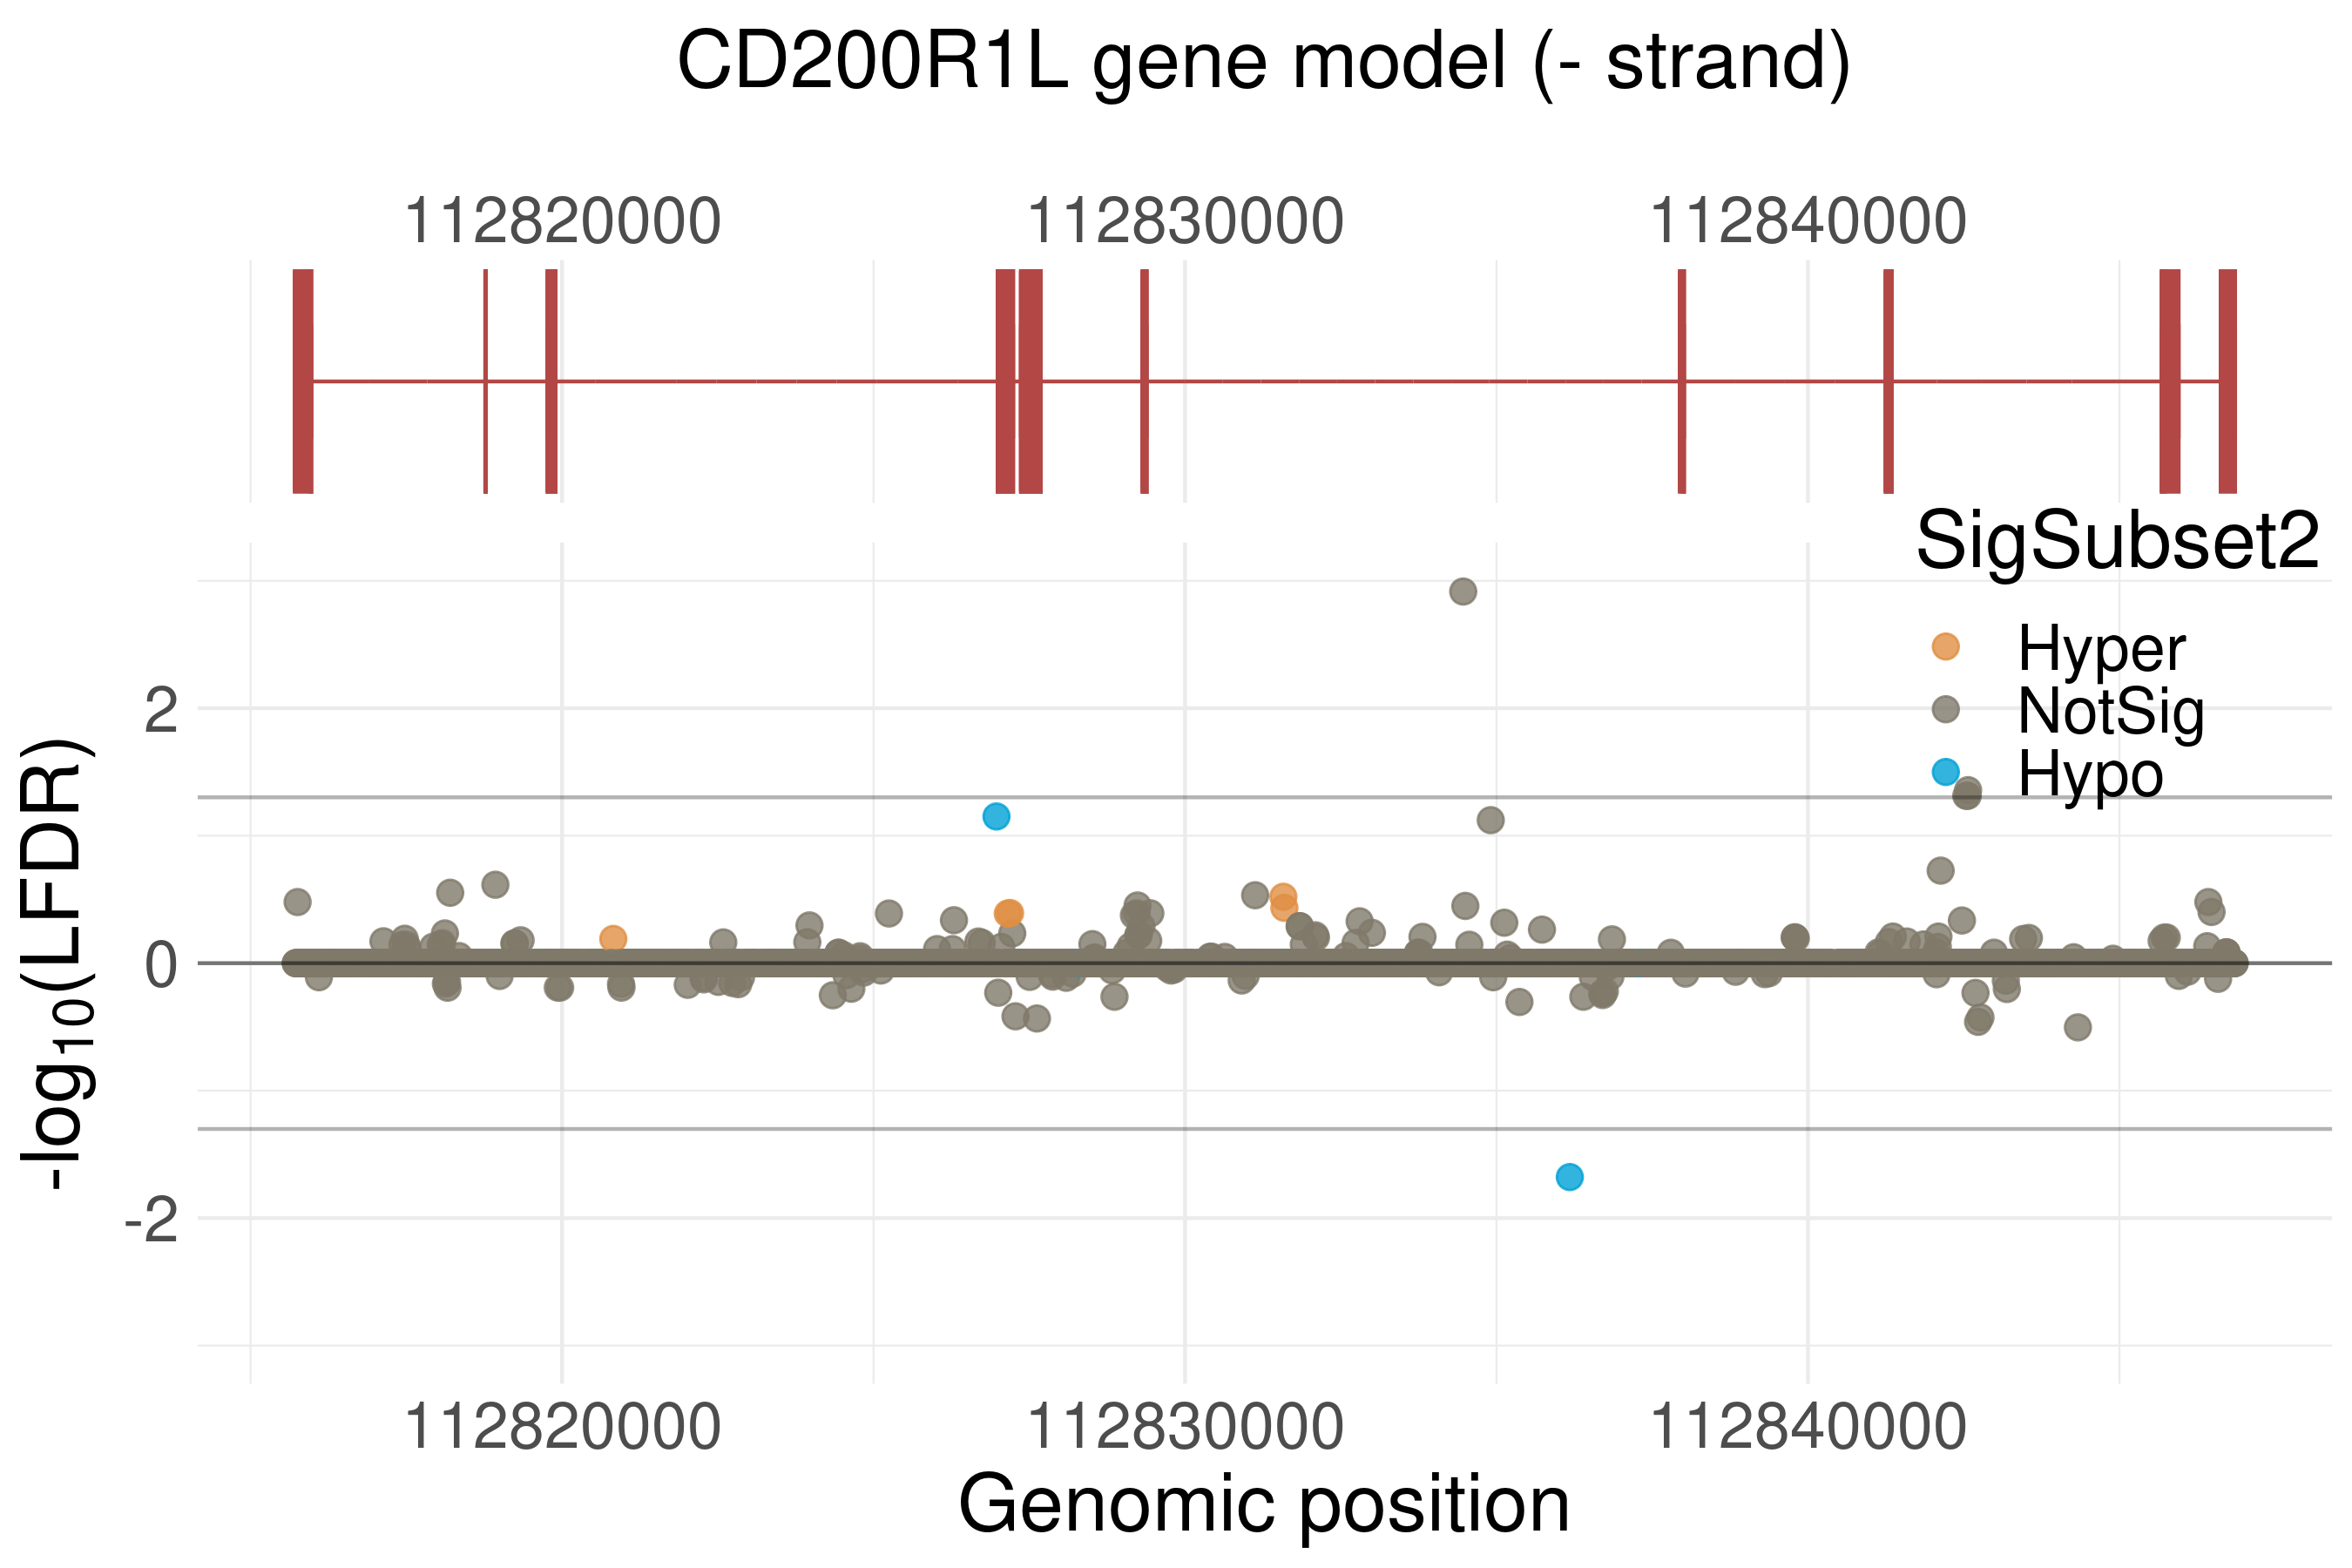 CD200R1L gene model (- strand)
112820000 112830000 112840000
SigSubset2
Hyper
NotSig
Hypo
2
0
-2
-log10(LFDR)
112820000 112830000 112840000
Genomic position